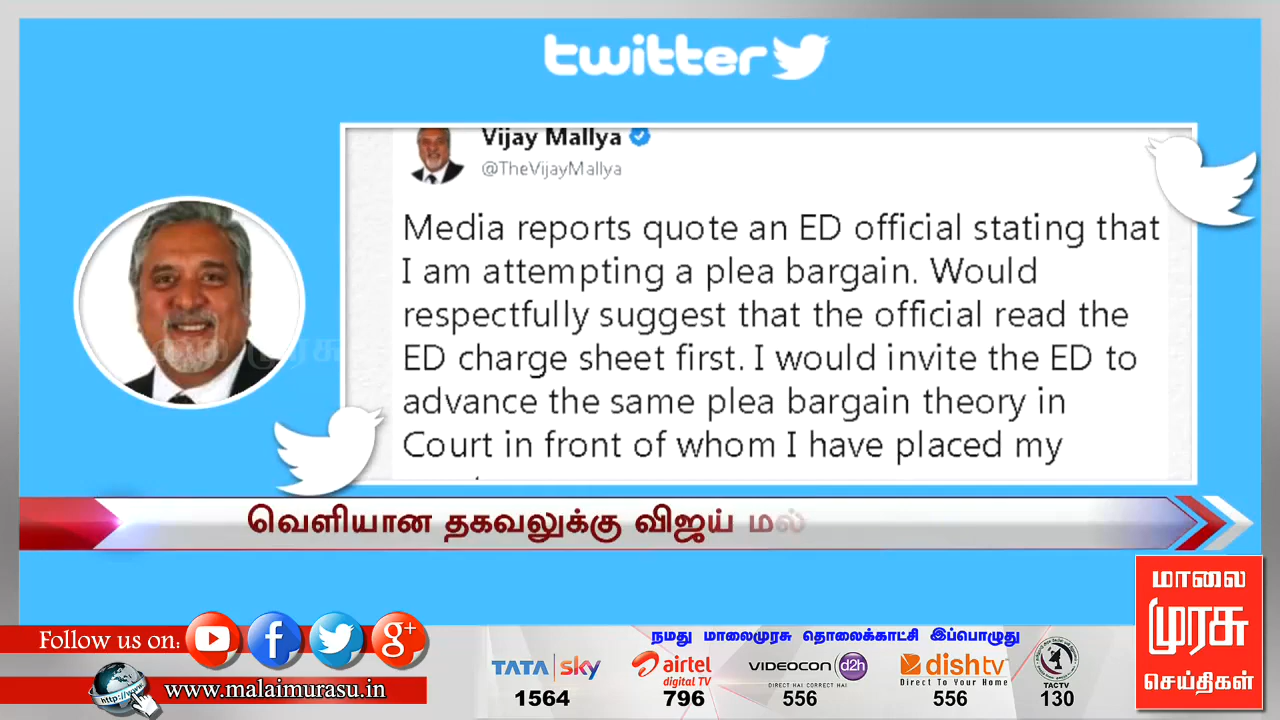 twitter
Vijay Mallya
@TheVijayMallya
Media reports quote an ED official stating that
I am attempting a plea bargain. Would
respectfully suggest that the official read the
ED charge sheet first. I would invite the ED to
advance the same plea bargain theory in
Court in front of whom I have placed my
வெளியான தகவலுக்கு விஜய் மல்
மாலை
முரசு
செய்திகள்
Follow us on:
g+
http://www
www.malaimurasu.in
நமது மாலைமுரசு தொலைக்காட்சி இப்பொழுது
TATA sky
1564
airtel
digital TV
796
VIDEOCON d2h
DIRECT HAI CORRECT HAI
556
dishtv
Direct To Your Home
556
TACTV
130